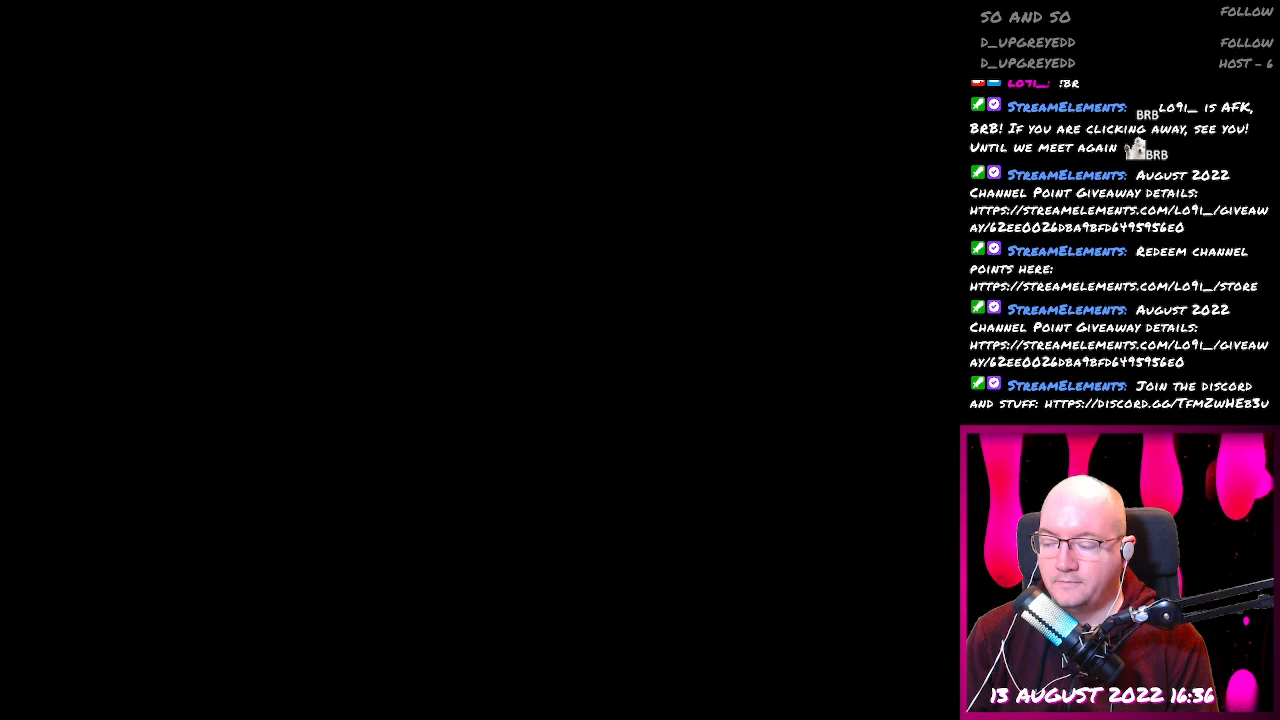 SO AND SO FOLLOW
D_UPGREYEDD FOLLOW
D_UPGREYEDD HOST - 6
LO9I_: !BR
StreamElements: BRB LO9I_ is AFK,
BRB! If you are clicking away, see you!
Until we meet again BRB
StreamElements: August 2022
Channel Point Giveaway details:
https://streamelements.com/lo9i_/giveaw
ay/62ee0026dba9bfd6495956e0
StreamElements: Redeem channel
points here:
https://streamelements.com/lo9i_/store
StreamElements: August 2022
Channel Point Giveaway details:
https://streamelements.com/lo9i_/giveaw
ay/62ee0026dba9bfd6495956e0
StreamElements: Join the discord
and stuff: https://discord.gg/TfmZwHEb3u
13 AUGUST 2022 16:36